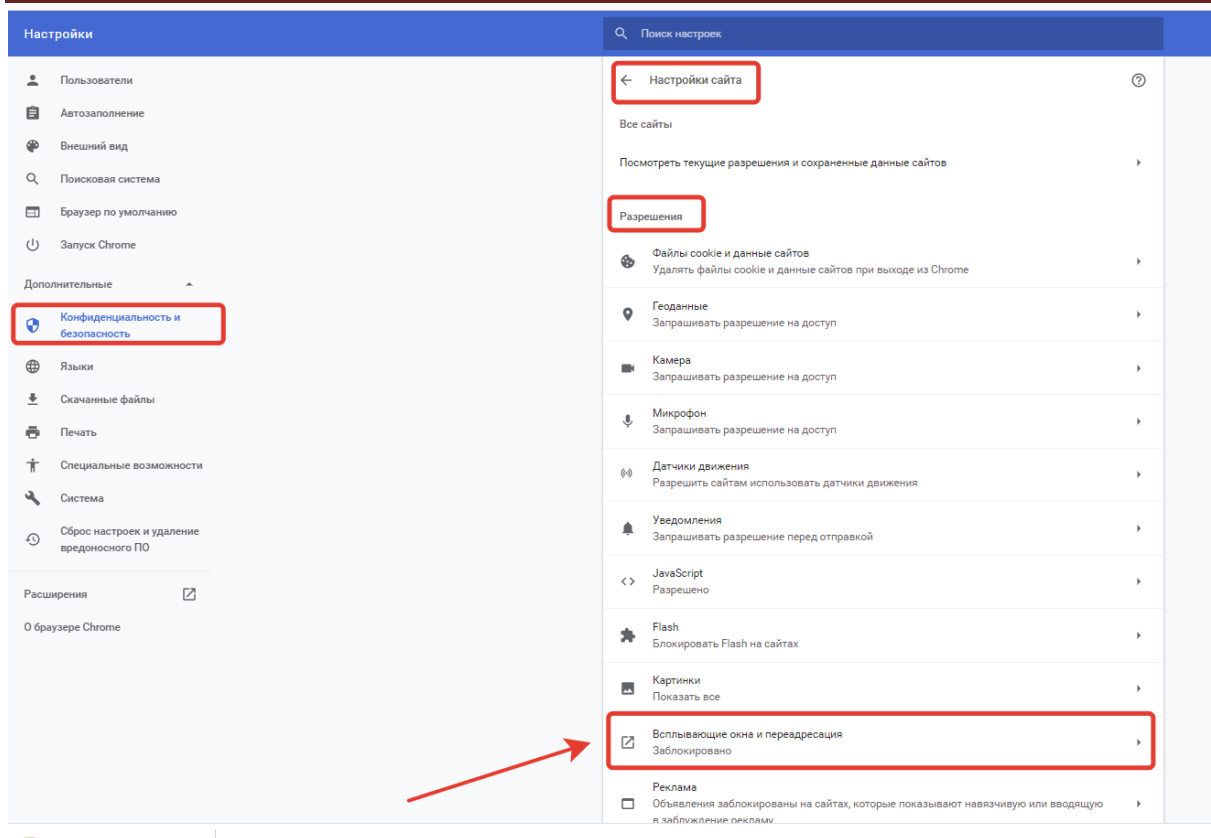 Настройки
Поиск настроек
Пользователи
Автозаполнение
Внешний вид
Поисковая система
Браузер по умолчанию
Запуск Chrome
Дополнительные
Конфиденциальность и
безопасность
Языки
Скачанные файлы
Печать
Специальные возможности
Система
Сброс настроек и удаление
вредоносного ПО
Расширения
О браузере Chrome
Настройки сайта
Все сайты
Посмотреть текущие разрешения и сохраненные данные сайтов
Разрешения
Файлы cookie и данные сайтов
Удалять файлы cookie и данные сайтов при выходе из Chrome
Геоданные
Запрашивать разрешение на доступ
Камера
Запрашивать разрешение на доступ
Микрофон
Запрашивать разрешение на доступ
Датчики движения
Разрешить сайтам использовать датчики движения
Уведомления
Запрашивать разрешение перед отправкой
JavaScript
Разрешено
Flash
Блокировать Flash на сайтах
Картинки
Показать все
Всплывающие окна и переадресация
Заблокировано
Реклама
Объявления заблокированы на сайтах, которые показывают навязчивую или вводящую
в заблуждение рекламу